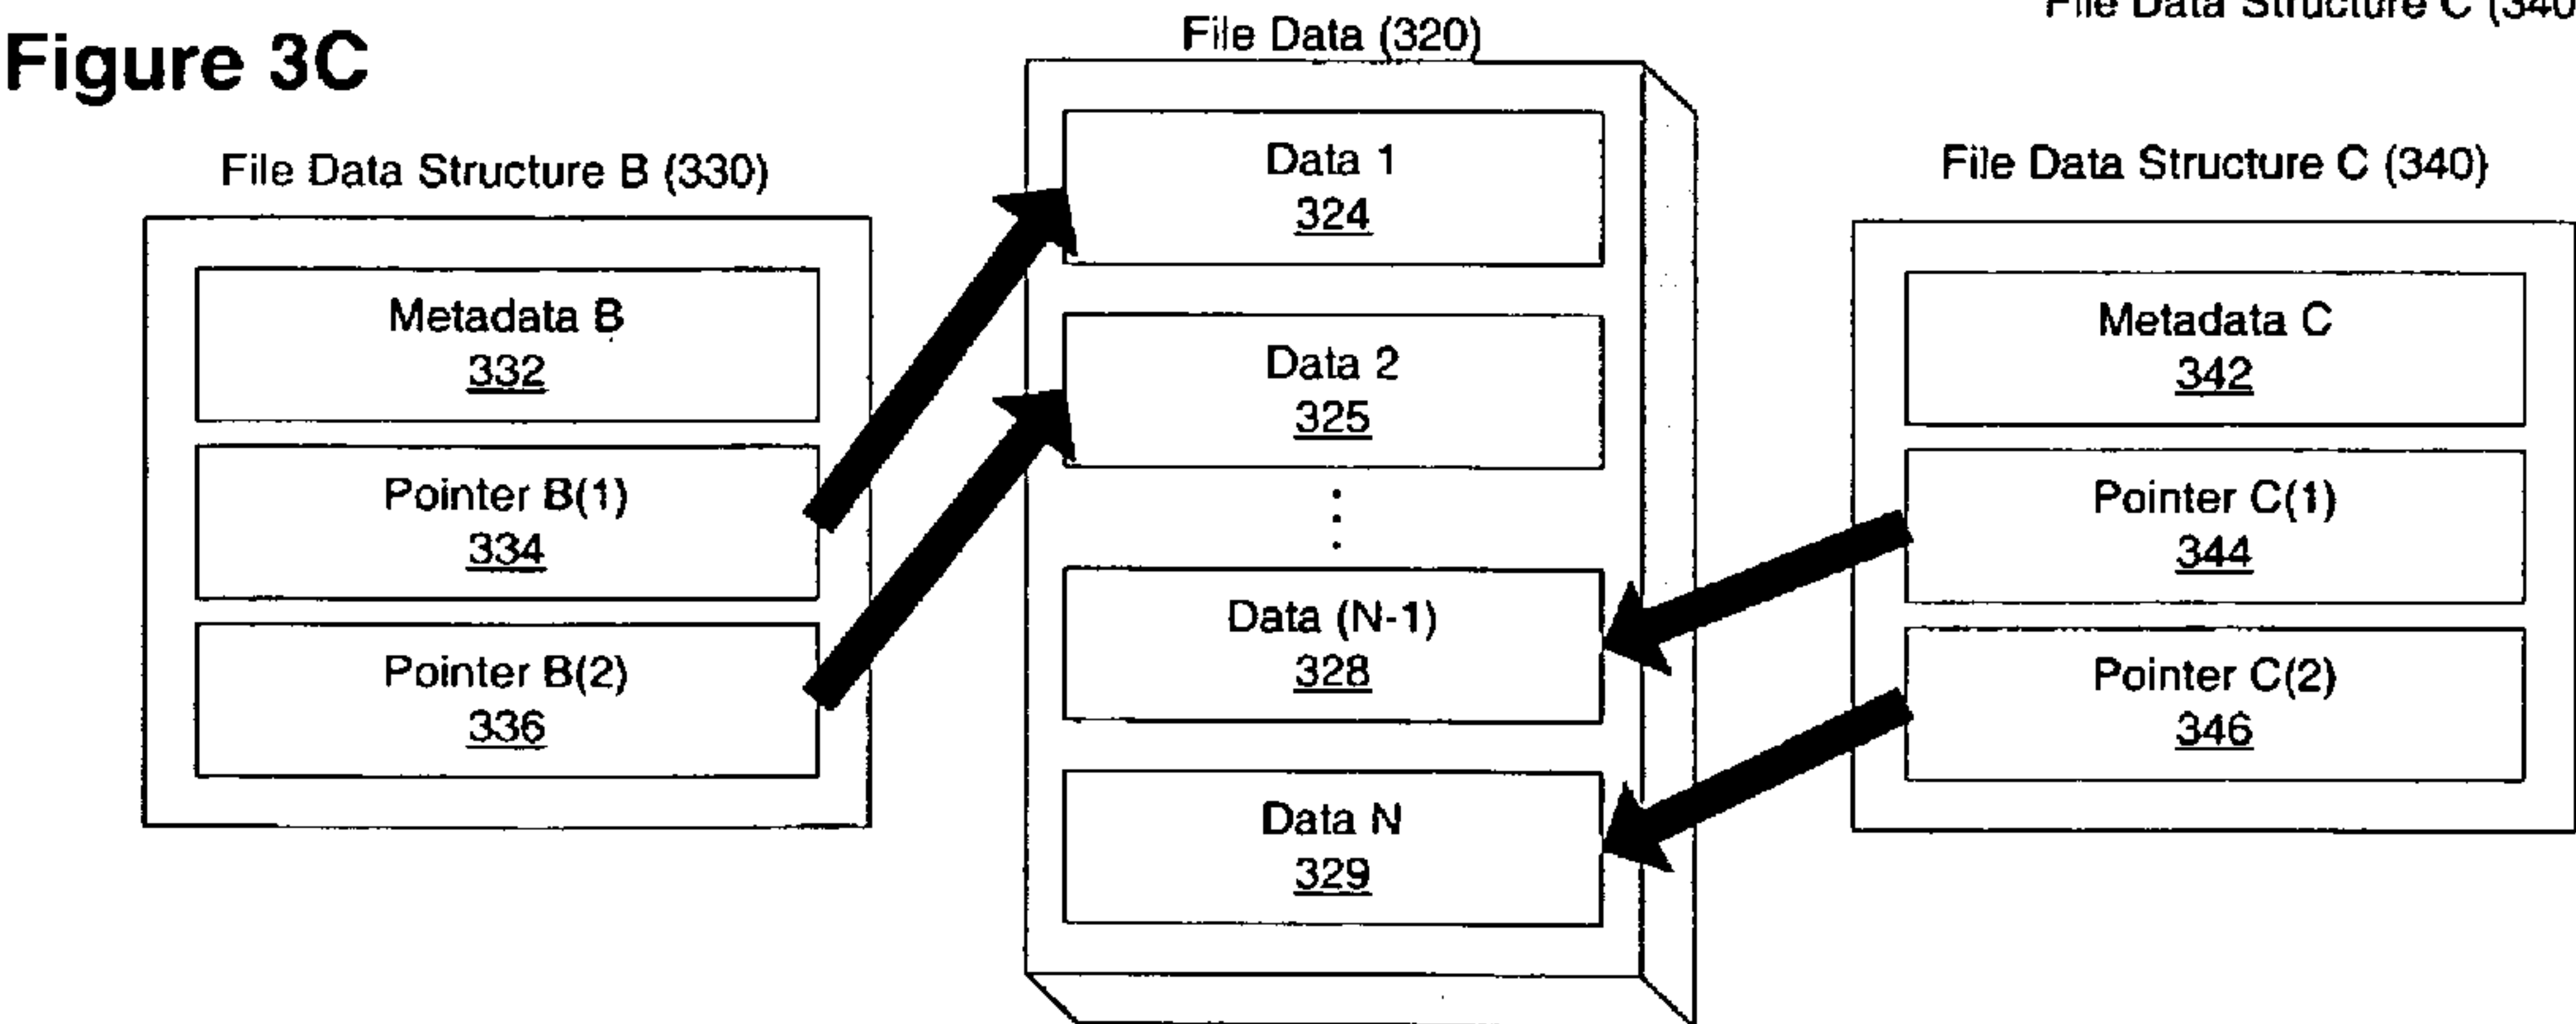 File Data Structure C (340
Figure 3C
File Data (320)
File Data Structure B (330)
Metadata B
332
Pointer B(1)
334
Pointer B(2)
336
Data 1
324
Data 2
325
Data (N-1)
328
Data N
329
File Data Structure C (340)
Metadata C
342
Pointer C(1)
344
Pointer C(2)
346